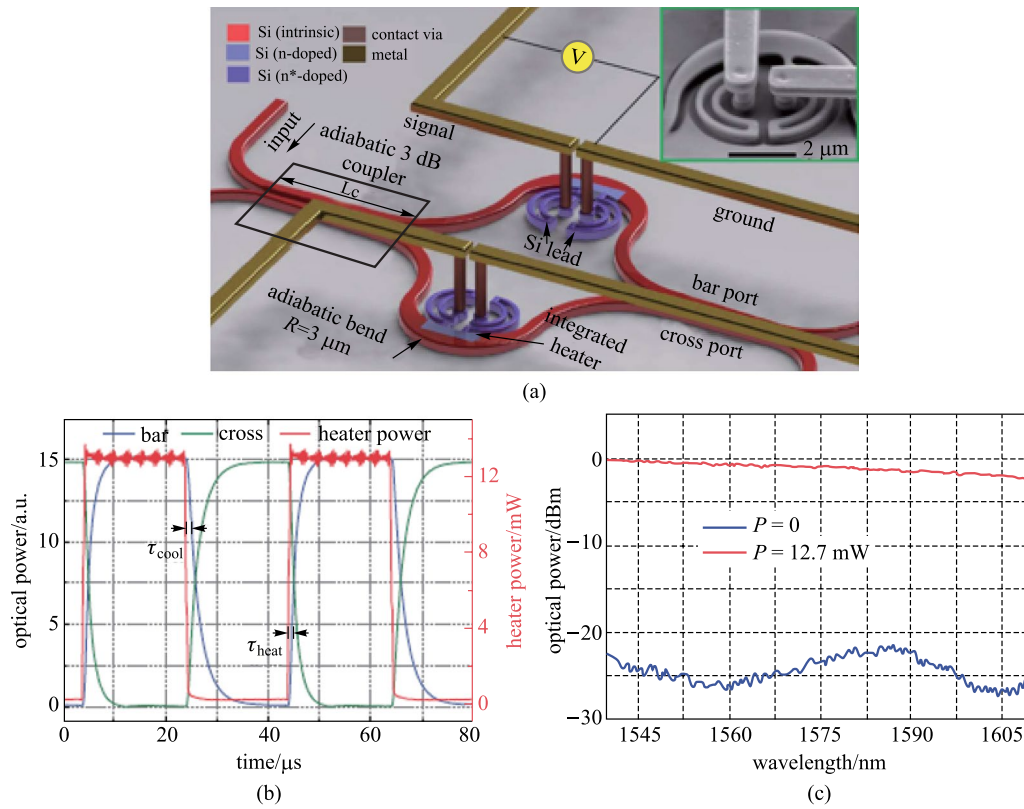 Si (intrinsic)
Si (n-doped)
Si (n*-doped)
contact via
metal
V
2 μm
signal
input
adiabatic 3 dB
coupler
Lc
ground
Si lead
bar port
adiabatic bend
R=3 μm
integrated
heater
cross port
(a)
bar
cross
heater power
15
15
10
5
0
12
8
4
0
τcool
τheat
optical power/a.u.
heater power/mW
0
20
40
60
80
time/μs
(b)
0
−10
−20
−30
P = 0
P = 12.7 mW
optical power/dBm
1545
1560
1575
1590
1605
wavelength/nm
(c)